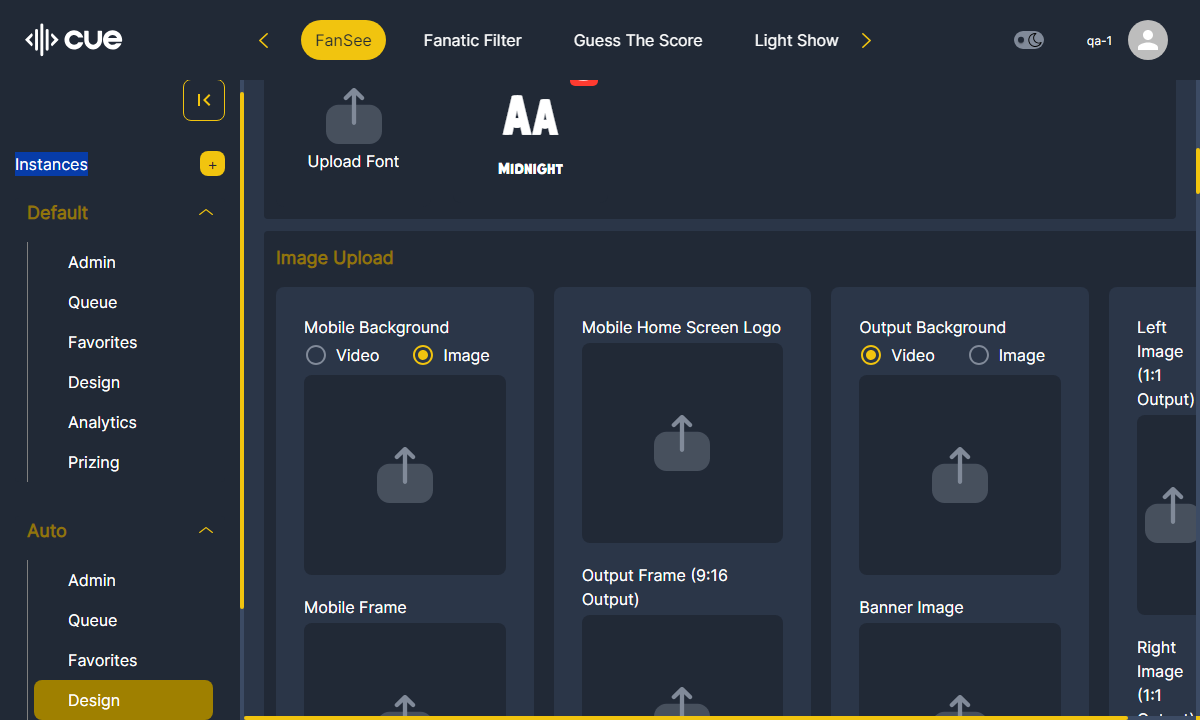 cue
FanSee
Fanatic Filter
Guess The Score
Light Show
qa-1
Instances
+
Default
Admin
Queue
Favorites
Design
Analytics
Prizing
Auto
Admin
Queue
Favorites
Design
Upload Font
AA
MIDNIGHT
Image Upload
Mobile Background
Video
Image
Mobile Frame
Mobile Home Screen Logo
Output Frame (9:16
Output)
Output Background
Video
Image
Banner Image
Left
Image
(1:1
Output)
Right
Image
(1:1